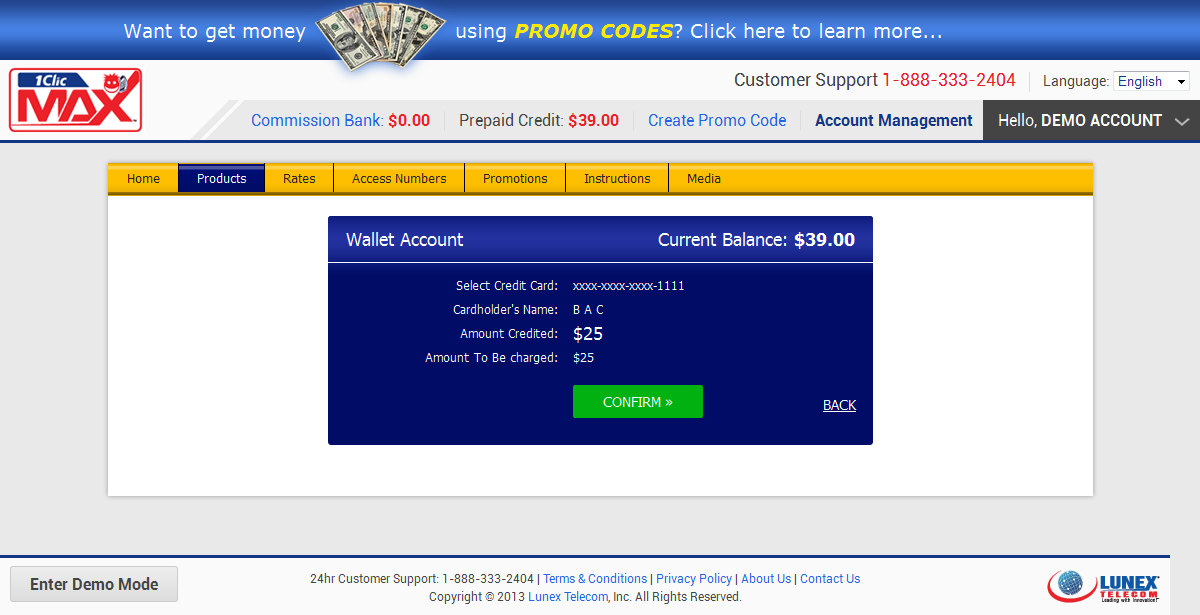 Want to get money using PROMO CODES? Click here to learn more...
1Clic
MAX
Customer Support 1-888-333-2404
Language: English
Commission Bank: $0.00
Prepaid Credit: $39.00
Create Promo Code
Account Management
Hello, DEMO ACCOUNT
Home
Products
Rates
Access Numbers
Promotions
Instructions
Media
Wallet Account
Current Balance: $39.00
Select Credit Card: xxxx-xxxx-xxxx-1111
Cardholder's Name: B A C
Amount Credited: $25
Amount To Be charged: $25
CONFIRM »
BACK
Enter Demo Mode
24hr Customer Support: 1-888-333-2404 | Terms & Conditions | Privacy Policy | About Us | Contact Us
Copyright © 2013 Lunex Telecom, Inc. All Rights Reserved.
LUNEX
TELECOM
Leading with Innovation!